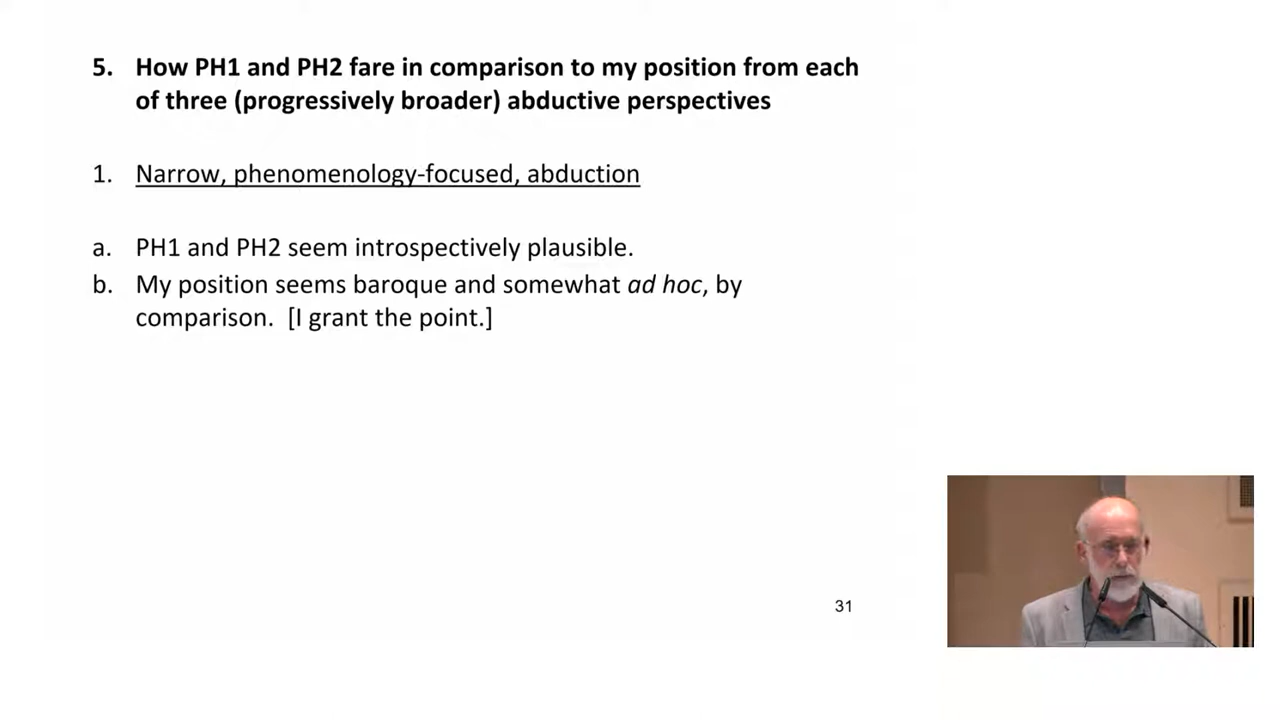 5. How PH1 and PH2 fare in comparison to my position from each
of three (progressively broader) abductive perspectives
1. Narrow, phenomenology-focused, abduction
a. PH1 and PH2 seem introspectively plausible.
b. My position seems baroque and somewhat ad hoc, by
comparison. [I grant the point.]
31